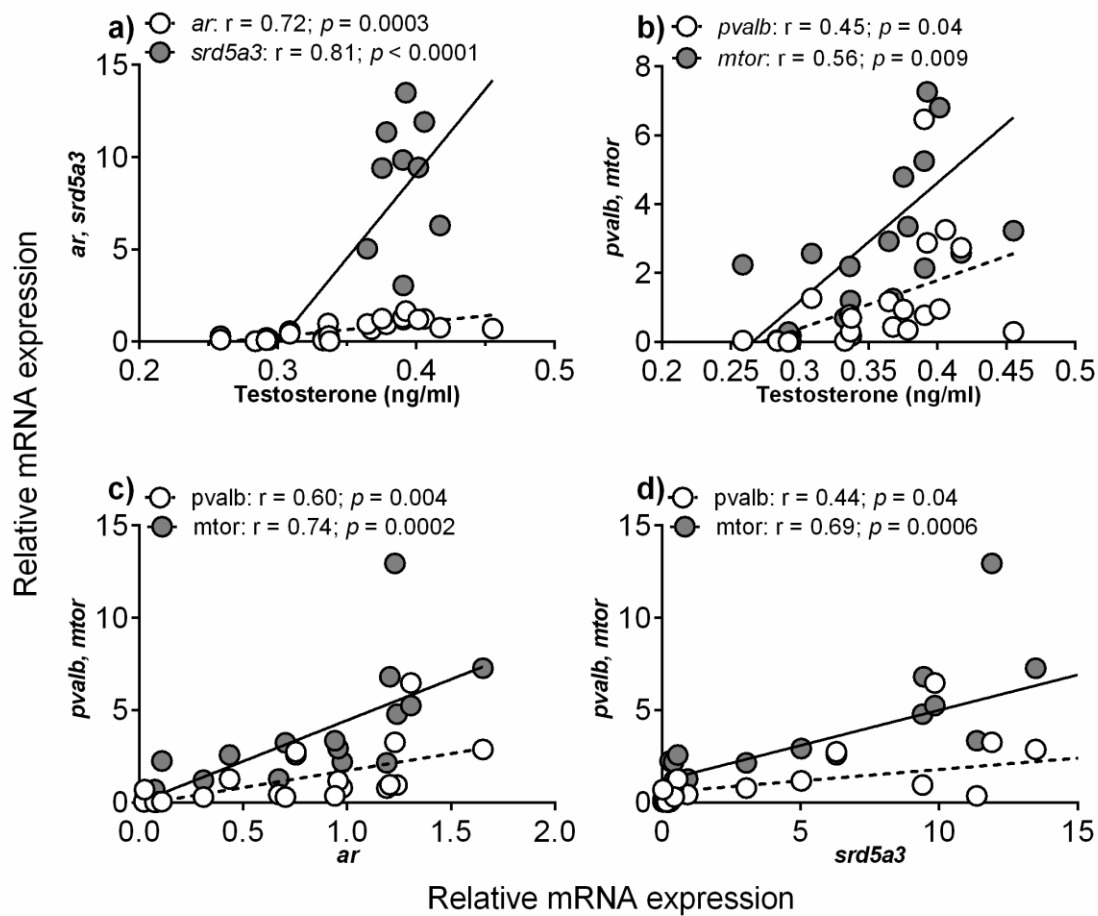 a)
ar: r = 0.72; p = 0.0003
srd5a3: r = 0.81; p < 0.0001
15
10
5
0
ar, srd5a3
0.2 0.3 0.4 0.5
Testosterone (ng/ml)
b)
pvalb: r = 0.45; p = 0.04
mtor: r = 0.56; p = 0.009
8
6
4
2
0
pvalb, mtor
0.2 0.25 0.3 0.35 0.4 0.45 0.5
Testosterone (ng/ml)
Relative mRNA expression
c)
pvalb: r = 0.60; p = 0.004
mtor: r = 0.74; p = 0.0002
15
10
5
0
pvalb, mtor
0.0 0.5 1.0 1.5 2.0
ar
d)
pvalb: r = 0.44; p = 0.04
mtor: r = 0.69; p = 0.0006
15
10
5
0
pvalb, mtor
0 5 10 15
srd5a3
Relative mRNA expression